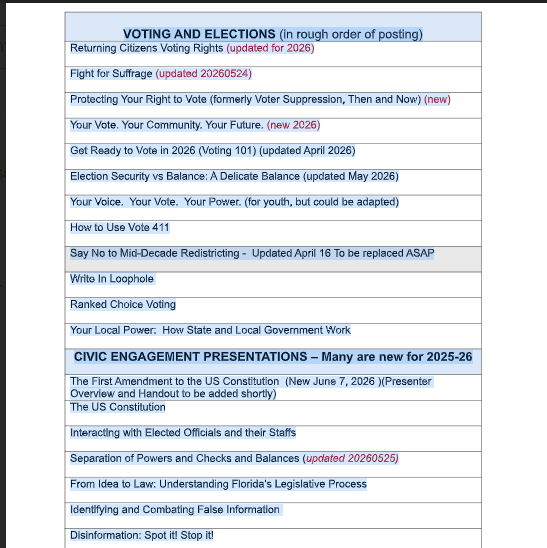 VOTING AND ELECTIONS (in rough order of posting)
Returning Citizens Voting Rights (updated for 2026)
Fight for Suffrage (updated 20260524)
Protecting Your Right to Vote (formerly Voter Suppression, Then and Now) (new)
Your Vote. Your Community. Your Future. (new 2026)
Get Ready to Vote in 2026 (Voting 101) (updated April 2026)
Election Security vs Balance: A Delicate Balance (updated May 2026)
Your Voice.  Your Vote.  Your Power. (for youth, but could be adapted)
How to Use Vote 411
Say No to Mid-Decade Redistricting -  Updated April 16 To be replaced ASAP
Write In Loophole
Ranked Choice Voting
Your Local Power:  How State and Local Government Work
CIVIC ENGAGEMENT PRESENTATIONS – Many are new for 2025-26
The First Amendment to the US Constitution  (New June 7, 2026 )(Presenter
Overview and Handout to be added shortly)
The US Constitution
Interacting with Elected Officials and their Staffs
Separation of Powers and Checks and Balances (updated 20260525)
From Idea to Law: Understanding Florida's Legislative Process
Identifying and Combating False Information
Disinformation: Spot it! Stop it!